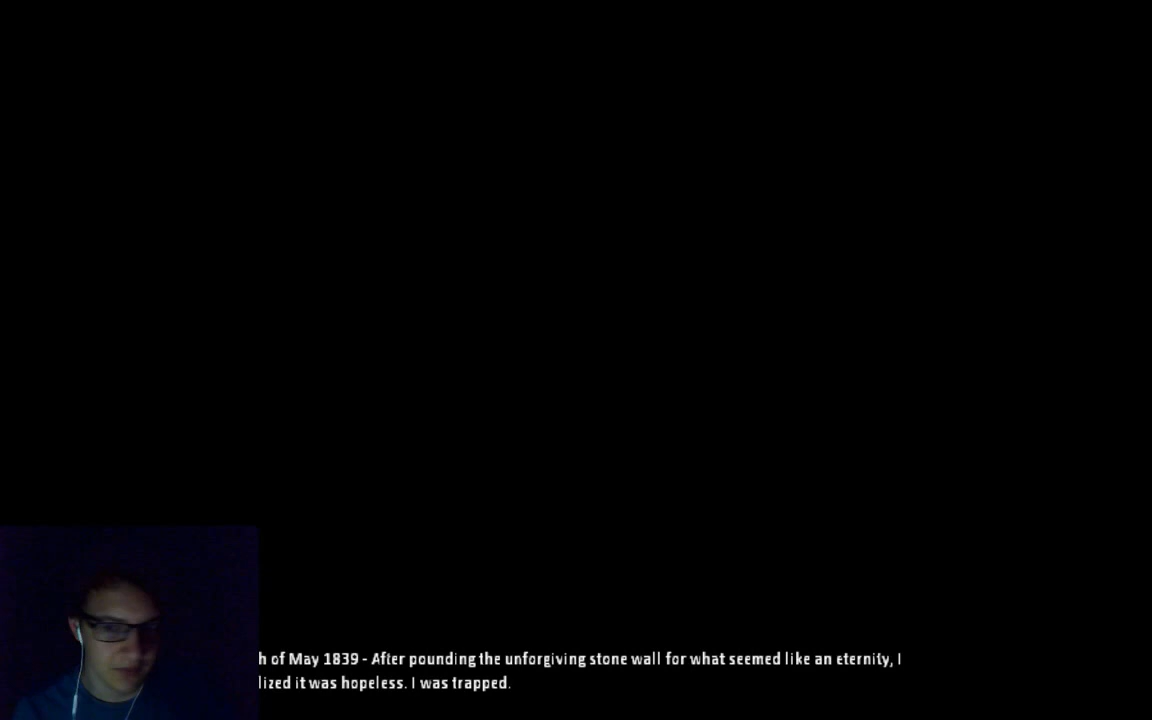 h of May 1839 - After pounding the unforgiving stone wall for what seemed like an eternity, I
lized it was hopeless. I was trapped.